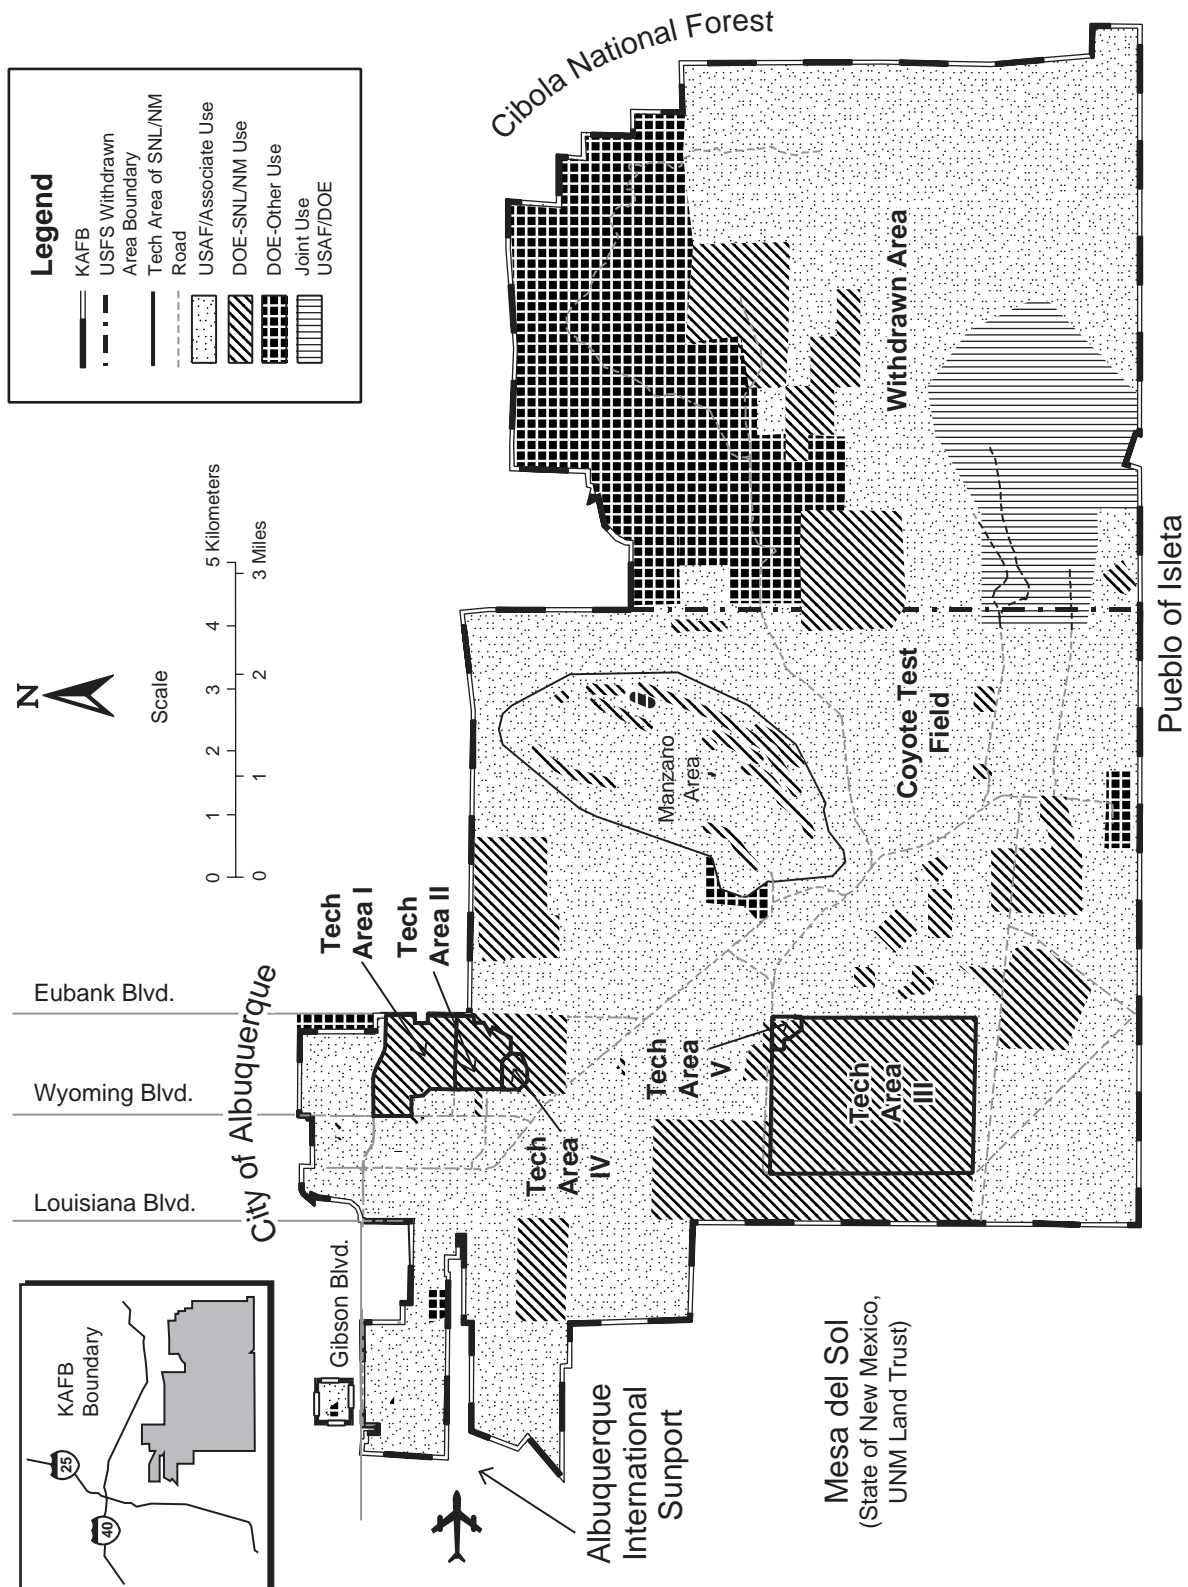 Legend
KAFB
USFS Withdrawn
Area Boundary
Tech Area of SNL/NM
Road
USAF/Associate Use
DOE-SNL/NM Use
DOE-Other Use
Joint Use
USAF/DOE
N
Scale
0 1 2 3 4 5 Kilometers
0 1 2 3 Miles
KAFB
Boundary
25
40
Cibola National Forest
City of Albuquerque
Eubank Blvd.
Wyoming Blvd.
Louisiana Blvd.
Gibson Blvd.
Tech
Area I
Tech
Area II
Tech
Area IV
Tech
Area
V
Tech
Area
III
Manzano
Area
Coyote Test
Field
Withdrawn Area
Albuquerque
International
Sunport
Mesa del Sol
(State of New Mexico,
UNM Land Trust)
Pueblo of Isleta